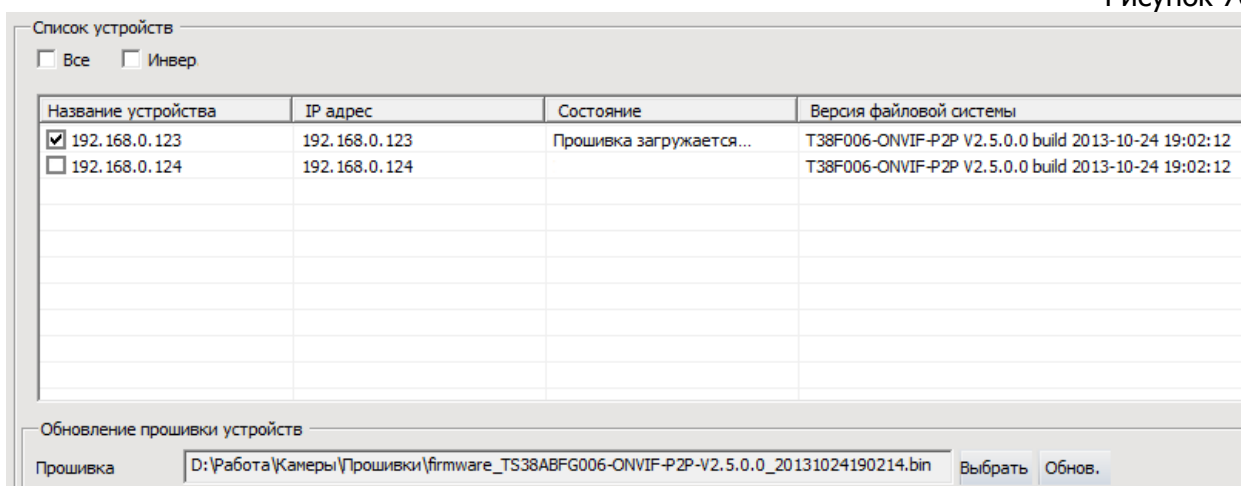 Рисунок
Список устройств
Все Инвер
Название устройства IP адрес Состояние Версия файловой системы
192.168.0.123 192.168.0.123 Прошивка загружается... T38F006-ONVIF-P2P V2.5.0.0 build 2013-10-24 19:02:12
192.168.0.124 192.168.0.124 T38F006-ONVIF-P2P V2.5.0.0 build 2013-10-24 19:02:12
Обновление прошивки устройств
Прошивка D:\Работа\Камеры\Прошивки\firmware_TS38ABFG006-ONVIF-P2P-V2.5.0.0_20131024190214.bin Выбрать Обнов.